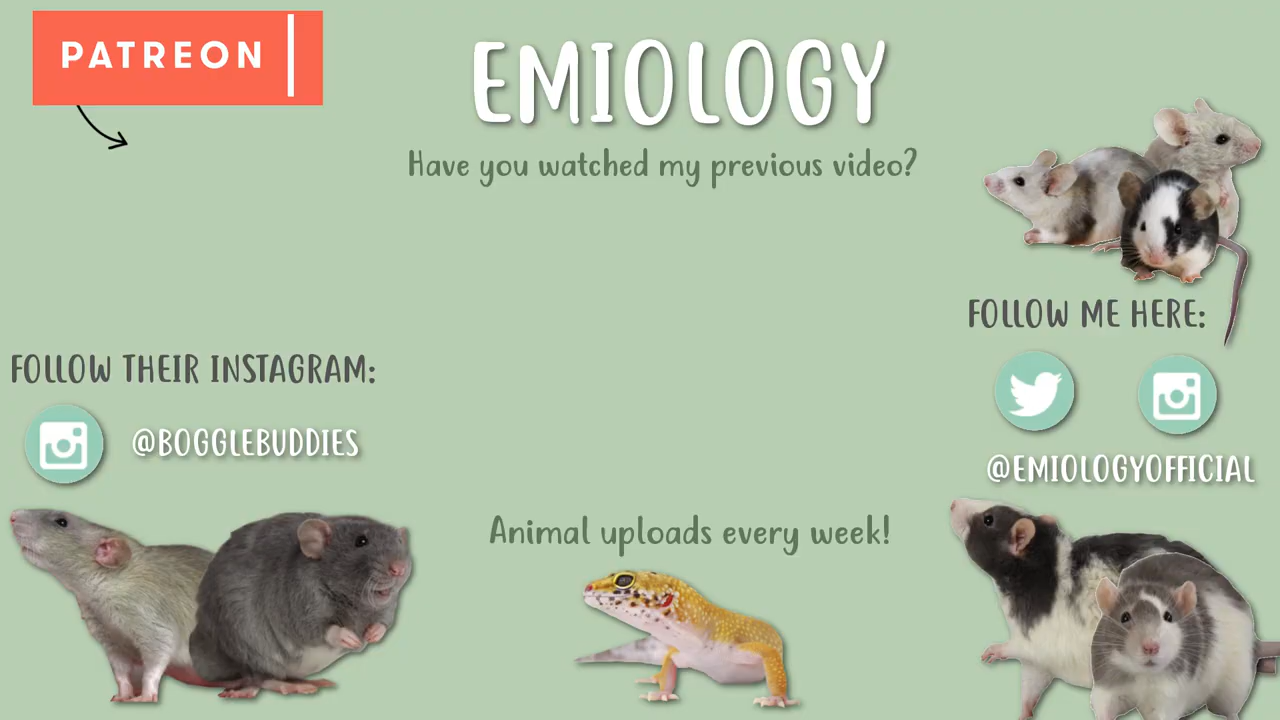 PATREON
EMIOLOGY
Have you watched my previous video?
FOLLOW ME HERE:
FOLLOW THEIR INSTAGRAM:
@BOGGLEBUDDIES
@EMIOLOGYOFFICIAL
Animal uploads every week!